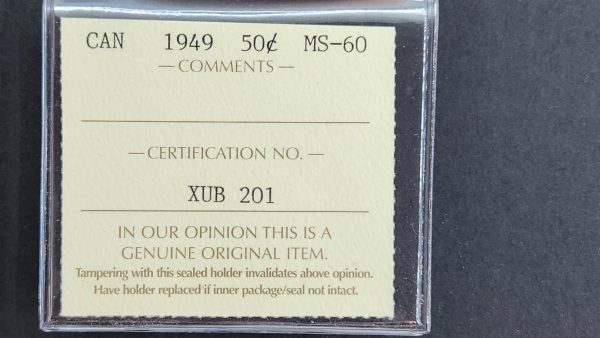 CAN 1949 50¢ MS-60
— COMMENTS —
— CERTIFICATION NO. —
XUB 201
IN OUR OPINION THIS IS A
GENUINE ORIGINAL ITEM.
Tampering with this sealed holder invalidates above opinion.
Have holder replaced if inner package/seal not intact.